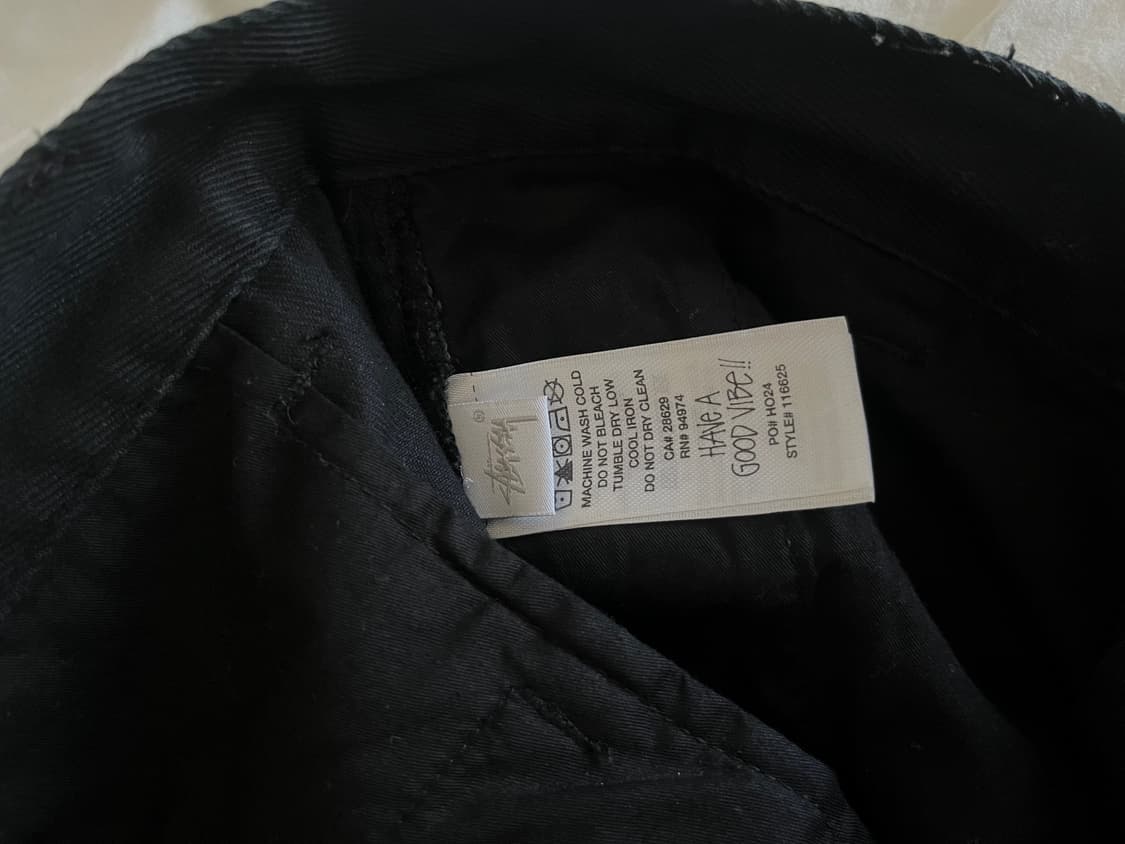 Stüssy
®
MACHINE WASH COLD
DO NOT BLEACH
TUMBLE DRY LOW
COOL IRON
DO NOT DRY CLEAN
CA# 28629
RN# 94974
HAVE A
GOOD VIBE!!
PO# HO24
STYLE# 116625